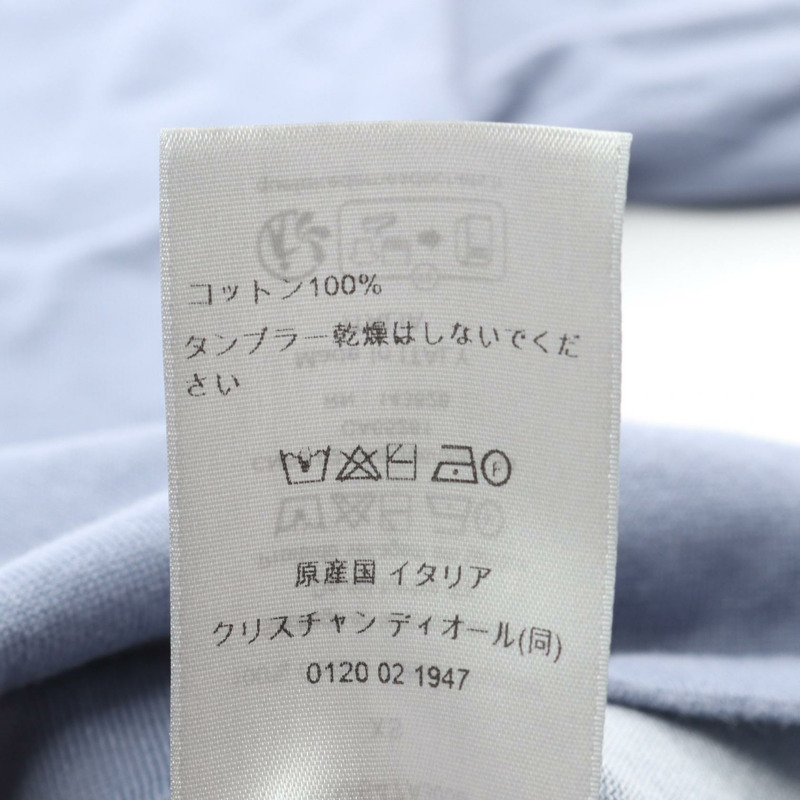 コットン100%
タンブラー乾燥はしないでくだ
さい
F
原産国 イタリア
クリスチャン ディオール(同)
0120 02 1947